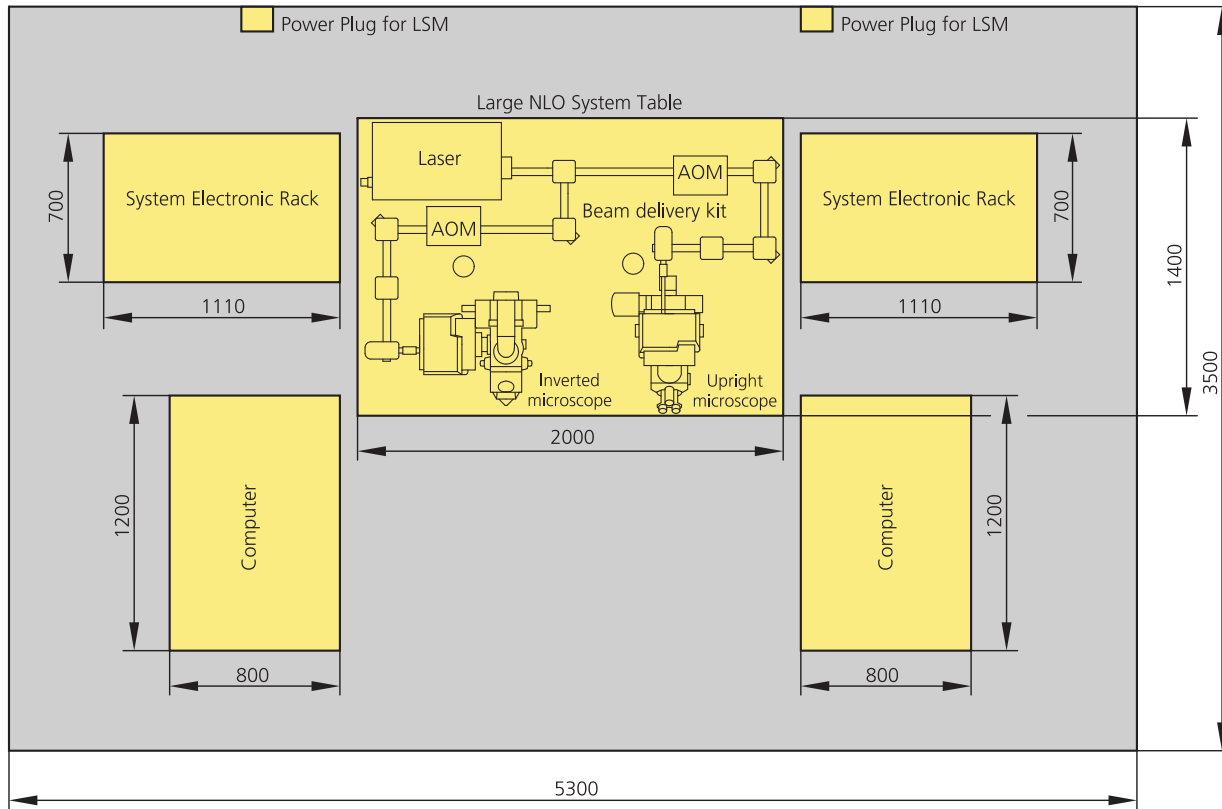 Power Plug for LSM
Power Plug for LSM
Large NLO System Table
Laser
AOM
System Electronic Rack
System Electronic Rack
700
700
Beam delivery kit
AOM
1400
1110
1110
3500
Inverted
microscope
Upright
microscope
2000
1200
Computer
Computer
1200
800
800
5300